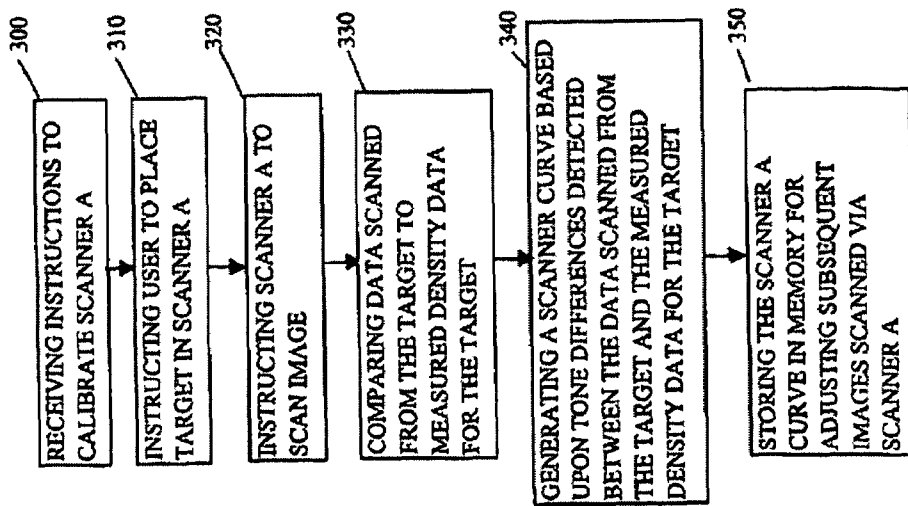 300
RECEIVING INSTRUCTIONS TO
CALIBRATE SCANNER A
310
INSTRUCTING USER TO PLACE
TARGET IN SCANNER A
320
INSTRUCTING SCANNER A TO
SCAN IMAGE
330
COMPARING DATA SCANNED
FROM THE TARGET TO
MEASURED DENSITY DATA
FOR THE TARGET
340
GENERATING A SCANNER CURVE BASED
UPON TONE DIFFERENCES DETECTED
BETWEEN THE DATA SCANNED FROM
THE TARGET AND THE MEASURED
DENSITY DATA FOR THE TARGET
350
STORING THE SCANNER A
CURVE IN MEMORY FOR
ADJUSTING SUBSEQUENT
IMAGES SCANNED VIA
SCANNER A